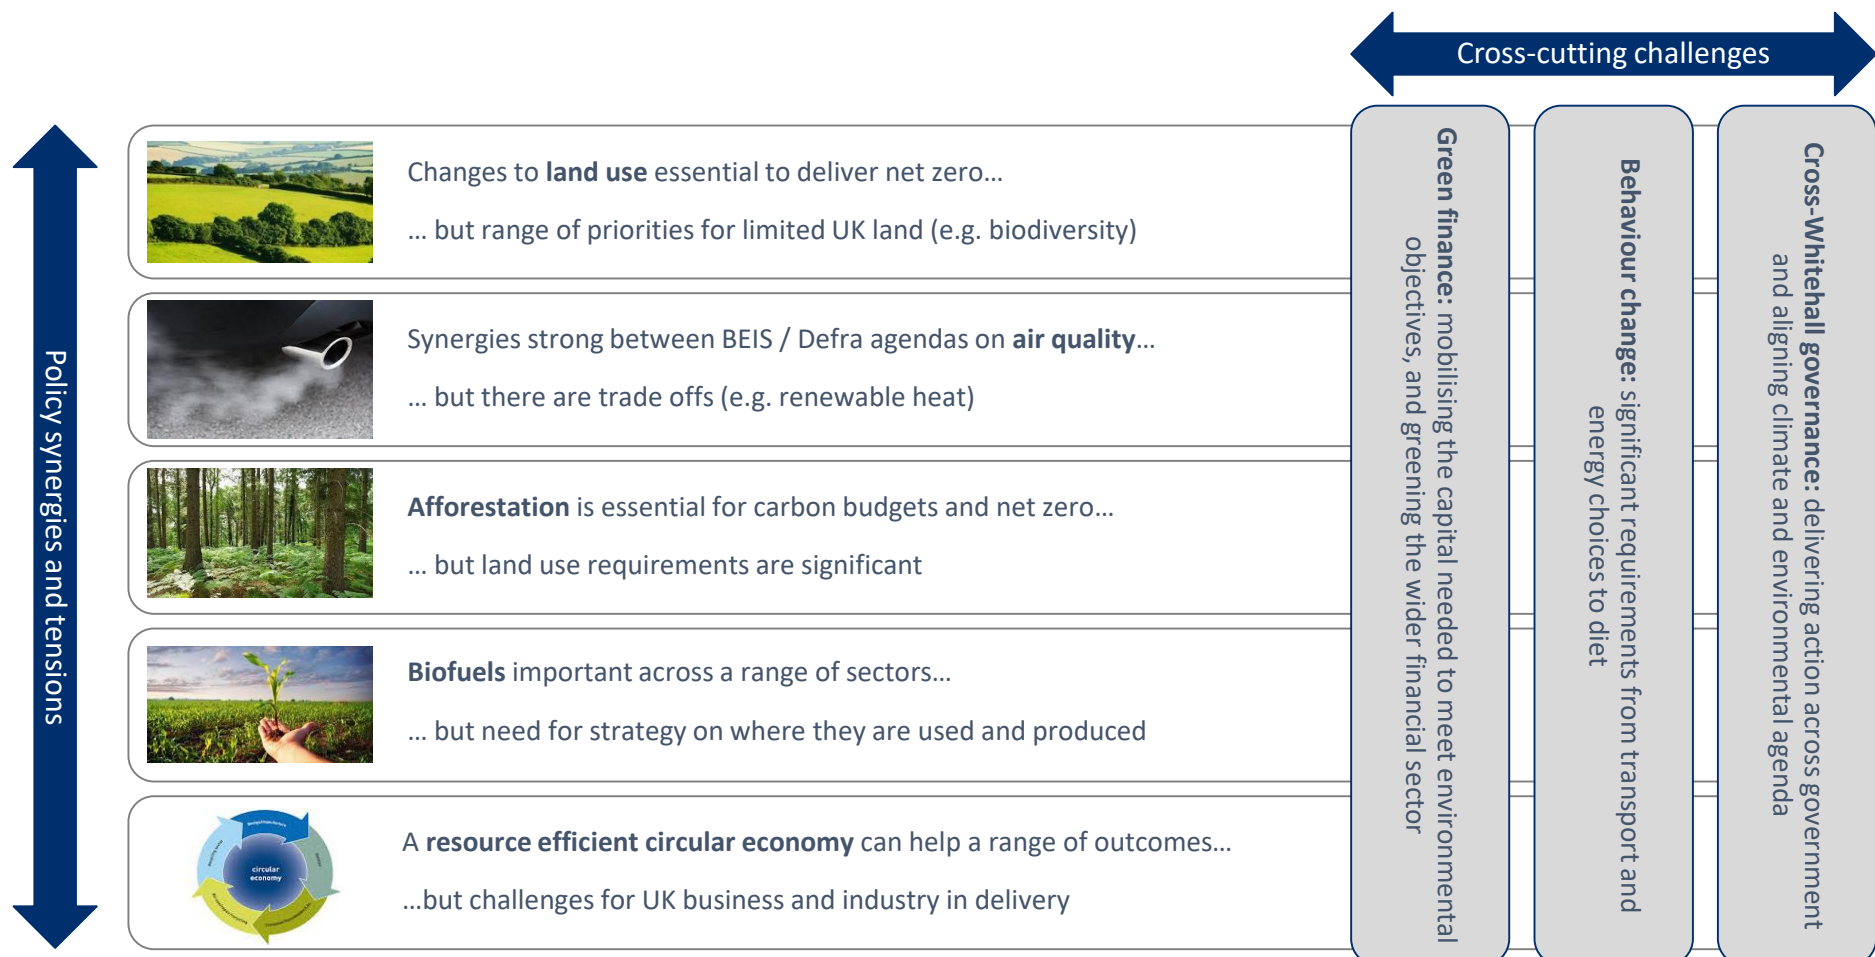 Cross-cutting challenges
Policy synergies and tensions
Changes to land use essential to deliver net zero...
... but range of priorities for limited UK land (e.g. biodiversity)
Synergies strong between BEIS / Defra agendas on air quality...
... but there are trade offs (e.g. renewable heat)
Afforestation is essential for carbon budgets and net zero...
... but land use requirements are significant
Biofuels important across a range of sectors...
... but need for strategy on where they are used and produced
circular
economy
A resource efficient circular economy can help a range of outcomes...
...but challenges for UK business and industry in delivery
Green finance: mobilising the capital needed to meet environmental
objectives, and greening the wider financial sector
Behaviour change: significant requirements from transport and
energy choices to diet
Cross-Whitehall governance: delivering action across government
and aligning climate and environmental agenda